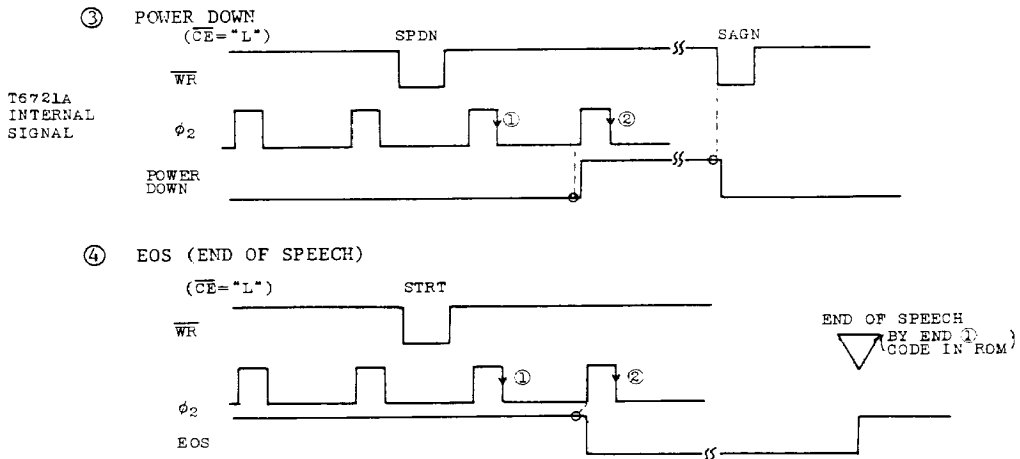 ③ POWER DOWN
(CE="L") SPDN SAGN
WR
T6721A
INTERNAL
SIGNAL
φ2 ① ②
POWER
DOWN
④ EOS (END OF SPEECH)
(CE="L") STRT
WR
END OF SPEECH
(BY END ①
CODE IN ROM)
φ2 ① ②
EOS